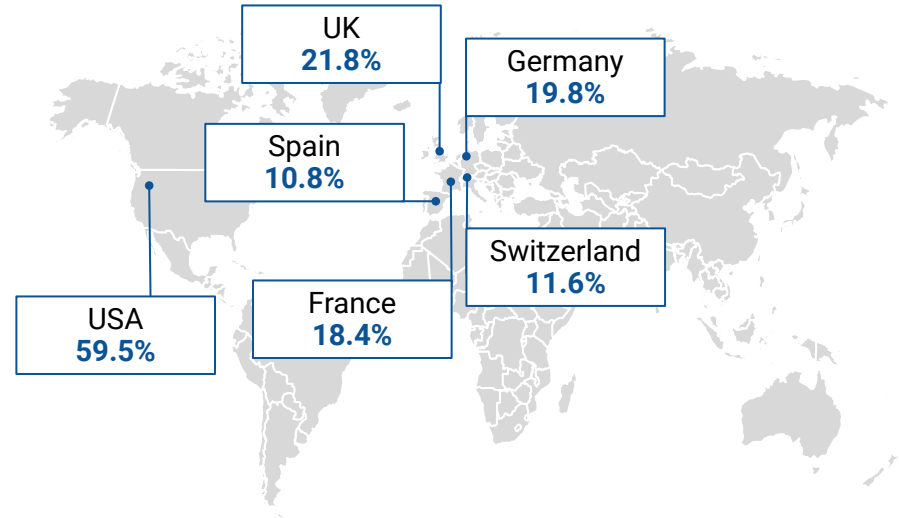 UK
21.8%
Germany
19.8%
Spain
10.8%
Switzerland
11.6%
France
18.4%
USA
59.5%